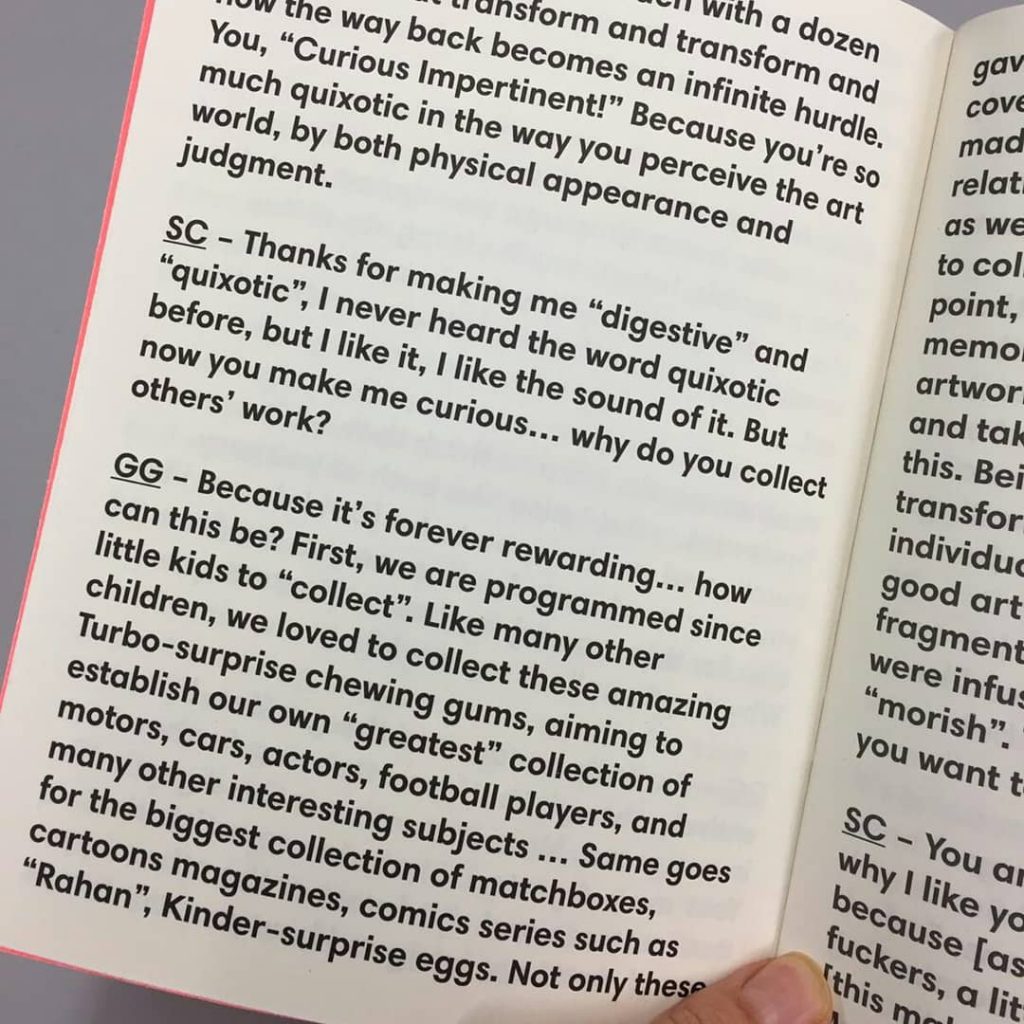 with a dozen
transform and transform and
how the way back becomes an infinite hurdle.
You, “Curious Impertinent!” Because you’re so
much quixotic in the way you perceive the art
world, by both physical appearance and
judgment.
SC – Thanks for making me “digestive” and
“quixotic”, I never heard the word quixotic
before, but I like it, I like the sound of it. But
now you make me curious... why do you collect
others’ work?
GG – Because it’s forever rewarding... how
can this be? First, we are programmed since
little kids to “collect”. Like many other
children, we loved to collect these amazing
Turbo-surprise chewing gums, aiming to
establish our own “greatest” collection of
motors, cars, actors, football players, and
many other interesting subjects ... Same goes
for the biggest collection of matchboxes,
cartoons magazines, comics series such as
“Rahan”, Kinder-surprise eggs. Not only these
gav
cove
mad
relati
as we
to col
point,
memo
artwor
and tak
this. Bei
transfor
individu
good art
fragment
were infus
“morish”.
you want t
SC – You ar
why I like yo
because [as
fuckers, a lit
[this ma